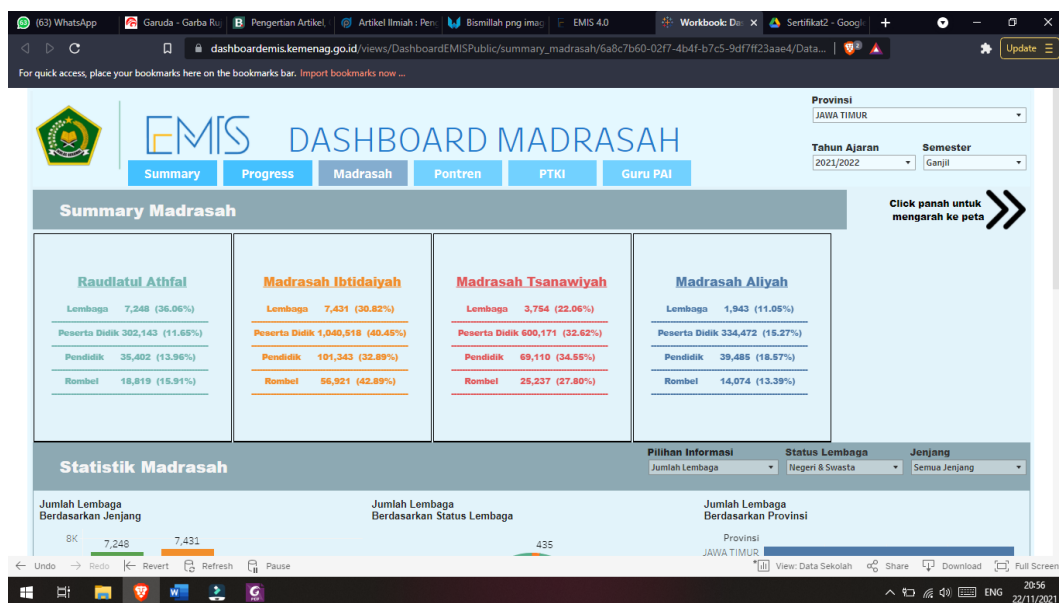 (63) WhatsApp
Garuda - Garba Ruj
Pengertian Artikel,
Artikel Ilmiah : Peng
Bismillah png imag
EMIS 4.0
Workbook: Das
Sertifikat2 - Google
dashboardemis.kemenag.go.id/views/DashboardEMISPublic/summary_madrasah/6a8c7b60-02f7-4b4f-b7c5-9df7ff23aae4/Data...
Update
For quick access, place your bookmarks here on the bookmarks bar. Import bookmarks now ...
EMIS DASHBOARD MADRASAH
Provinsi
JAWA TIMUR
Tahun Ajaran Semester
2021/2022 Ganjil
Summary Progress Madrasah Pontren PTKI Guru PAI
Summary Madrasah
Click panah untuk
mengarah ke peta
Raudlatul Athfal
Lembaga 7,248 (36.06%)
Peserta Didik 302,143 (11.65%)
Pendidik 35,402 (13.96%)
Rombel 18,819 (15.91%)
Madrasah Ibtidaiyah
Lembaga 7,431 (30.82%)
Peserta Didik 1,040,518 (40.45%)
Pendidik 101,343 (32.89%)
Rombel 56,921 (42.89%)
Madrasah Tsanawiyah
Lembaga 3,754 (22.06%)
Peserta Didik 600,171 (32.62%)
Pendidik 69,110 (34.55%)
Rombel 25,237 (27.80%)
Madrasah Aliyah
Lembaga 1,943 (11.05%)
Peserta Didik 334,472 (15.27%)
Pendidik 39,485 (18.57%)
Rombel 14,074 (13.39%)
Statistik Madrasah
Pilihan Informasi Status Lembaga Jenjang
Jumlah Lembaga Negeri & Swasta Semua Jenjang
Jumlah Lembaga
Berdasarkan Jenjang
8K
7,248
7,431
Jumlah Lembaga
Berdasarkan Status Lembaga
435
Jumlah Lembaga
Berdasarkan Provinsi
Provinsi
JAWA TIMUR
Undo Redo Revert Refresh Pause
View: Data Sekolah Share Download Full Screen
ENG
20:56
22/11/2021